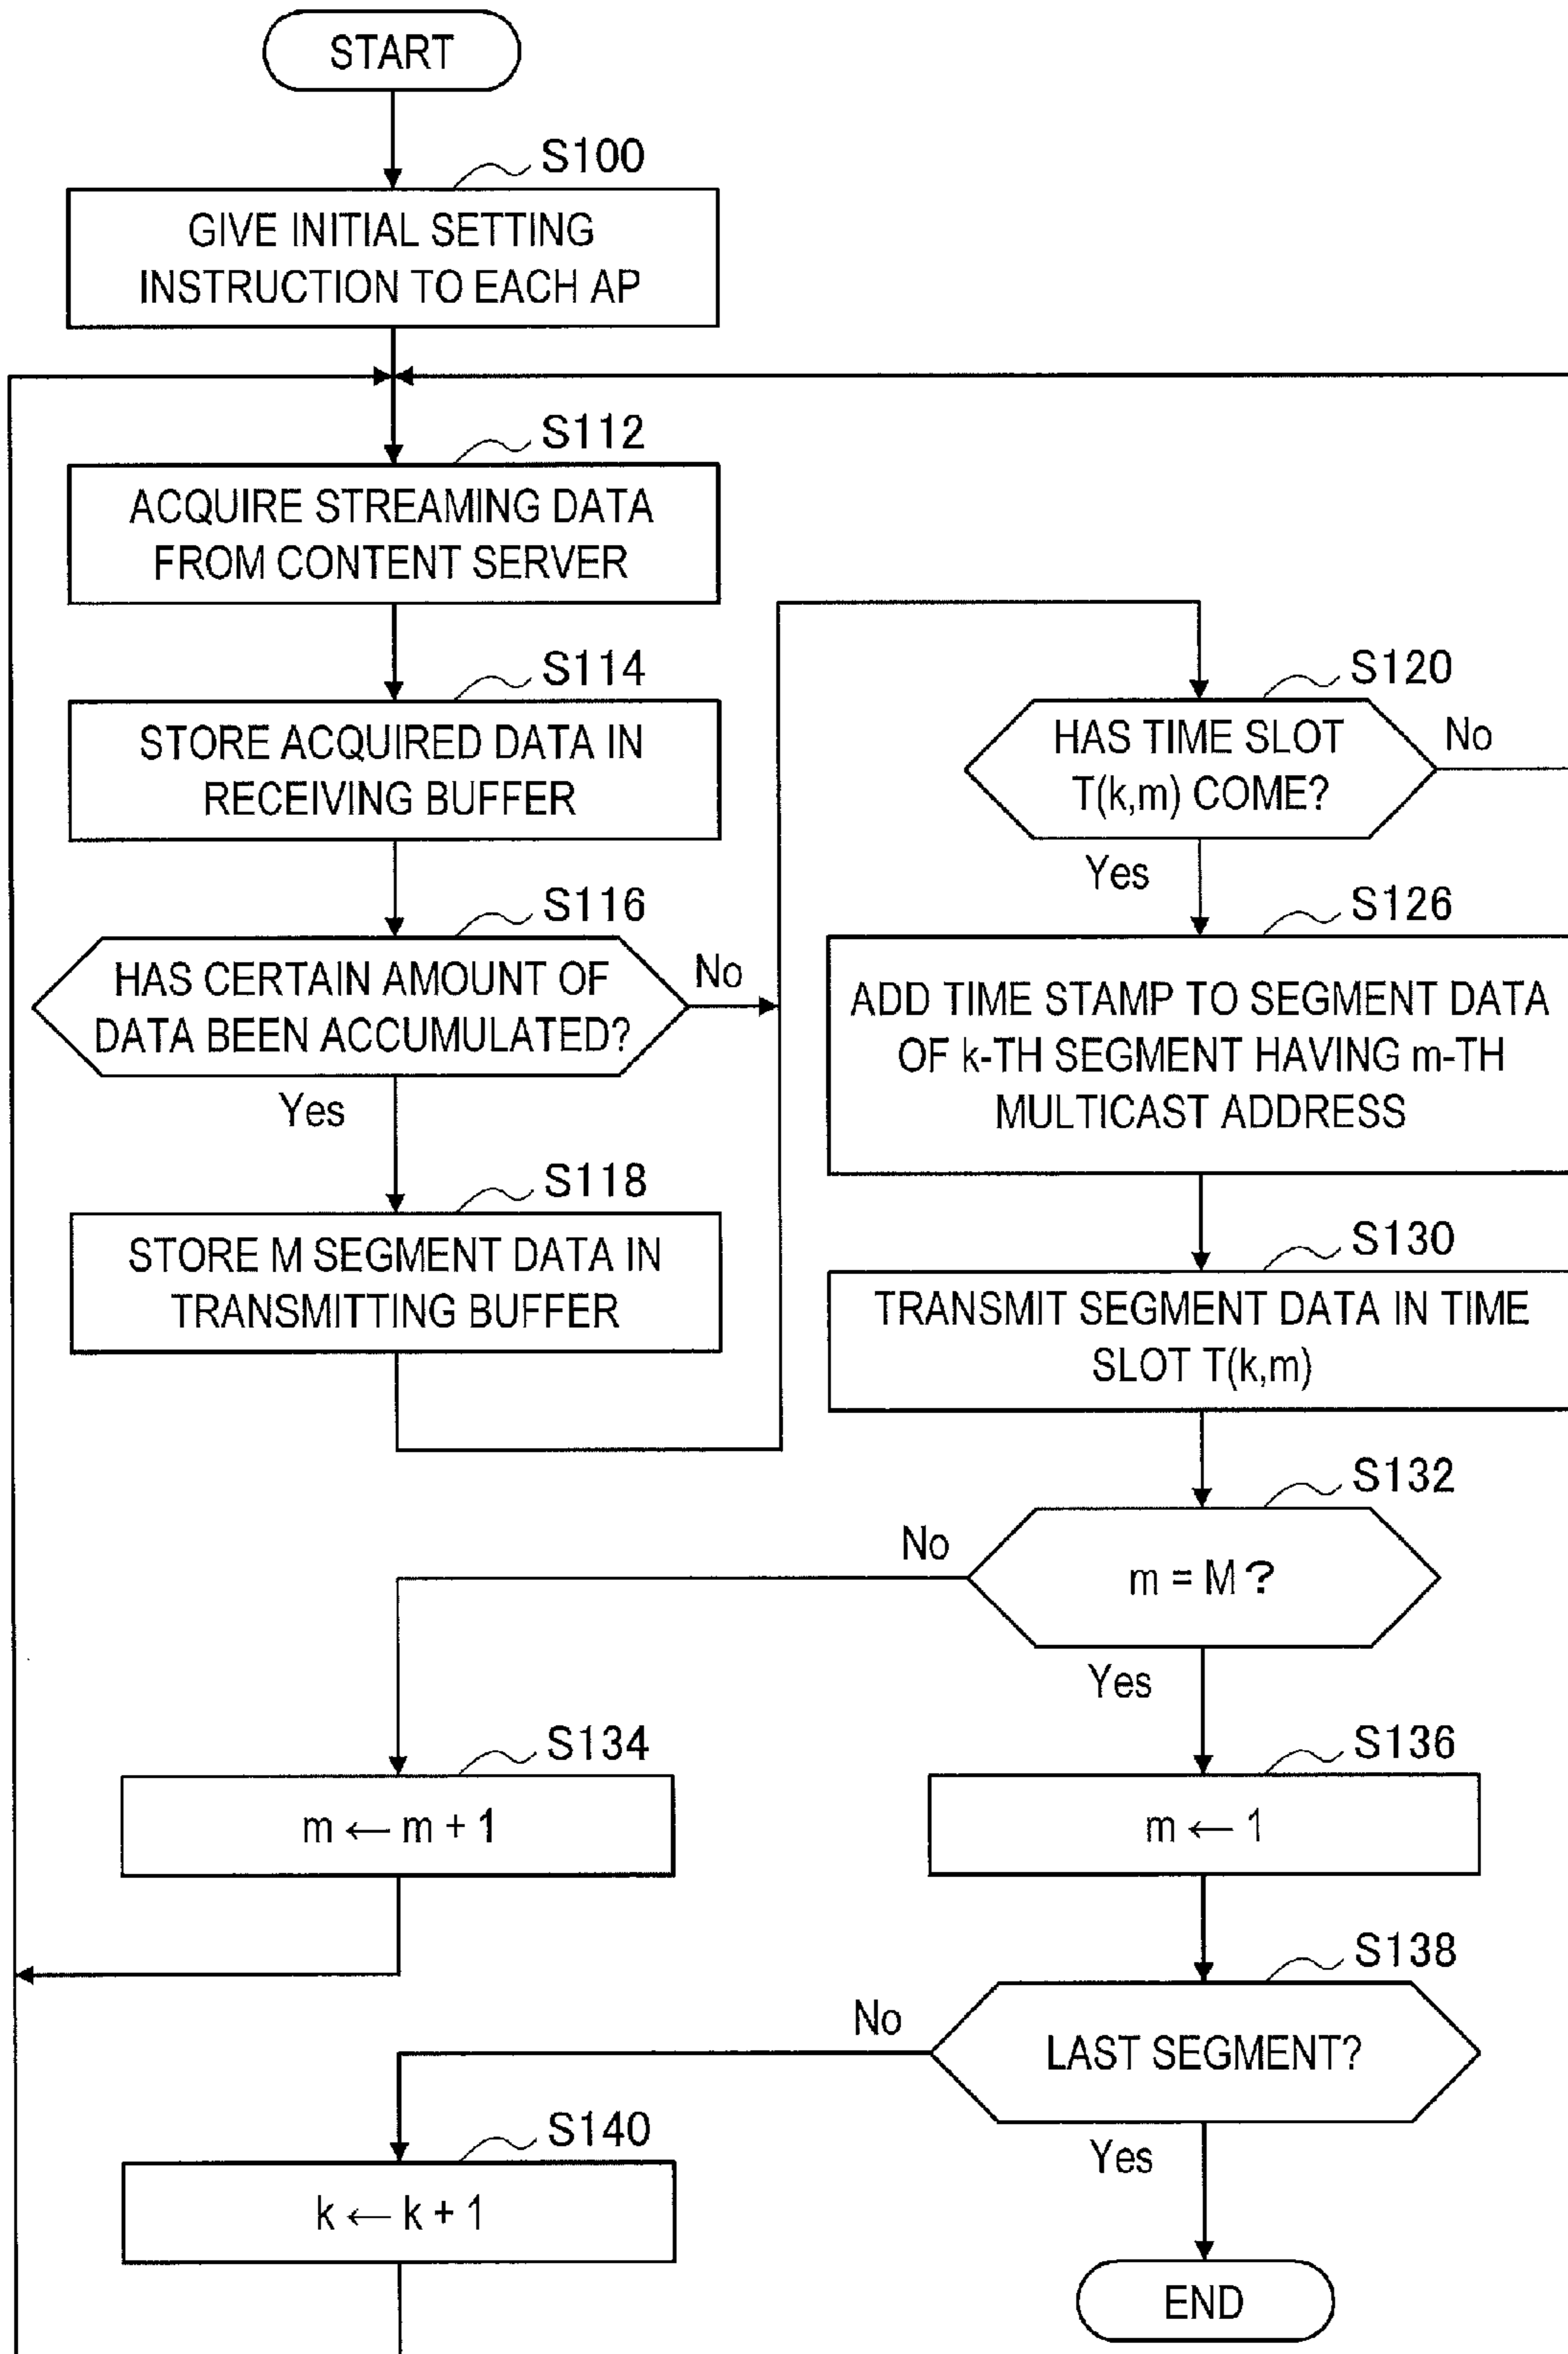 START
S100
GIVE INITIAL SETTING
INSTRUCTION TO EACH AP
S112
ACQUIRE STREAMING DATA
FROM CONTENT SERVER
S114
STORE ACQUIRED DATA IN
RECEIVING BUFFER
S116
HAS CERTAIN AMOUNT OF
DATA BEEN ACCUMULATED?
No
Yes
S118
STORE M SEGMENT DATA IN
TRANSMITTING BUFFER
S120
HAS TIME SLOT
T(k,m) COME?
No
Yes
S126
ADD TIME STAMP TO SEGMENT DATA
OF k-TH SEGMENT HAVING m-TH
MULTICAST ADDRESS
S130
TRANSMIT SEGMENT DATA IN TIME
SLOT T(k,m)
S132
m = M ?
No
Yes
S134
m ← m + 1
S136
m ← 1
S138
LAST SEGMENT?
No
Yes
S140
k ← k + 1
END